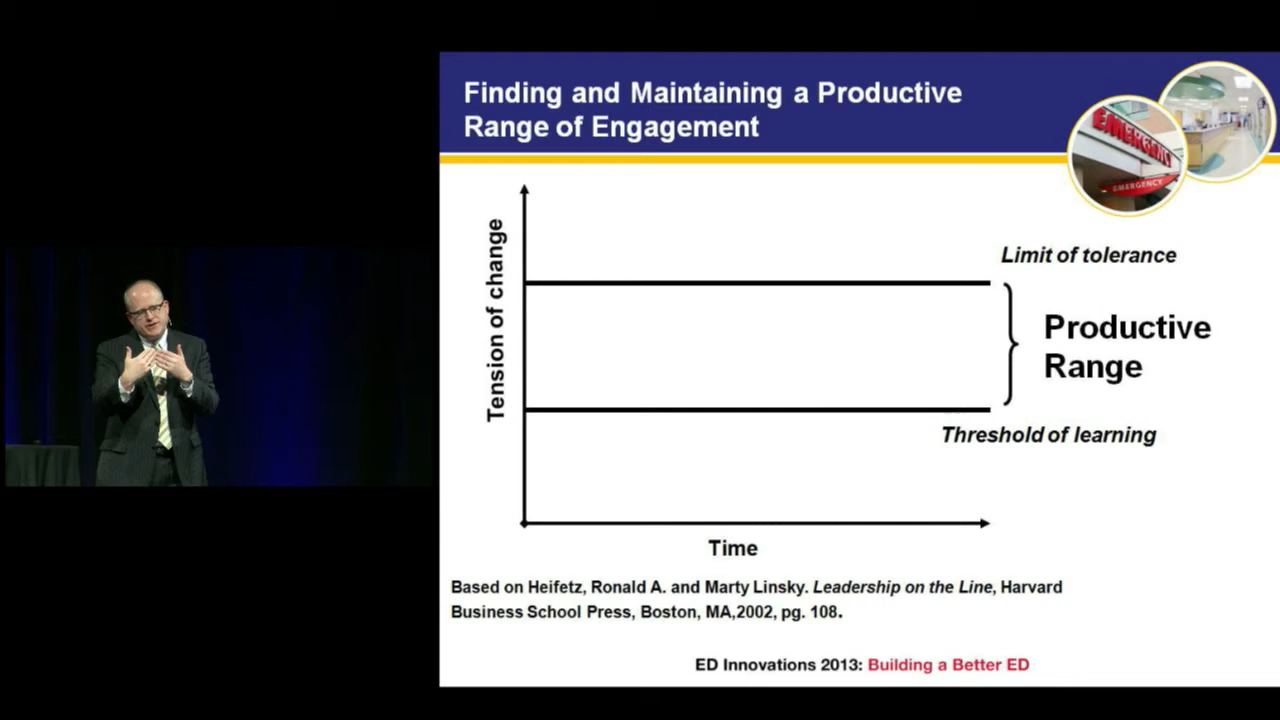 Finding and Maintaining a Productive
Range of Engagement
EMERGENCY
EMERGENCY
Tension of change
Limit of tolerance
Productive
Range
Threshold of learning
Time
Based on Heifetz, Ronald A. and Marty Linsky. Leadership on the Line, Harvard
Business School Press, Boston, MA,2002, pg. 108.
ED Innovations 2013: Building a Better ED